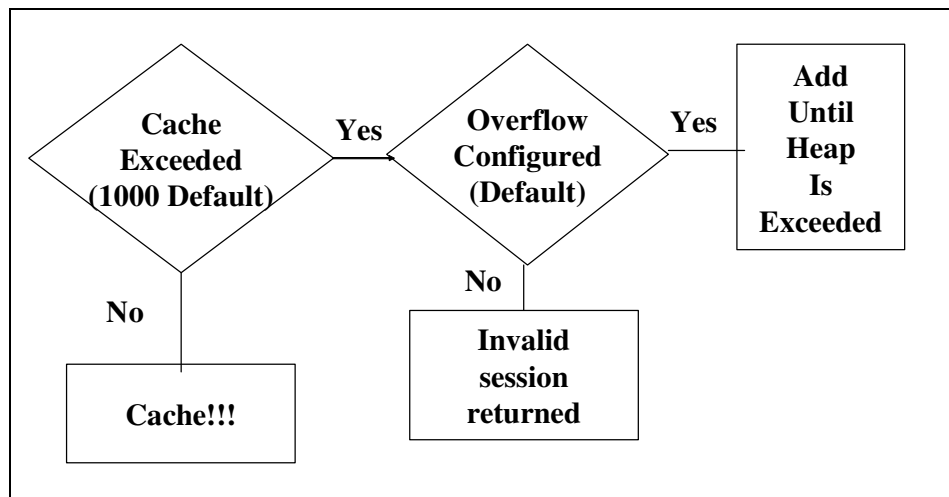 Cache
Exceeded
(1000 Default)
Yes
Overflow
Configured
(Default)
Yes
Add
Until
Heap
Is
Exceeded
No
Cache!!!
No
Invalid
session
returned